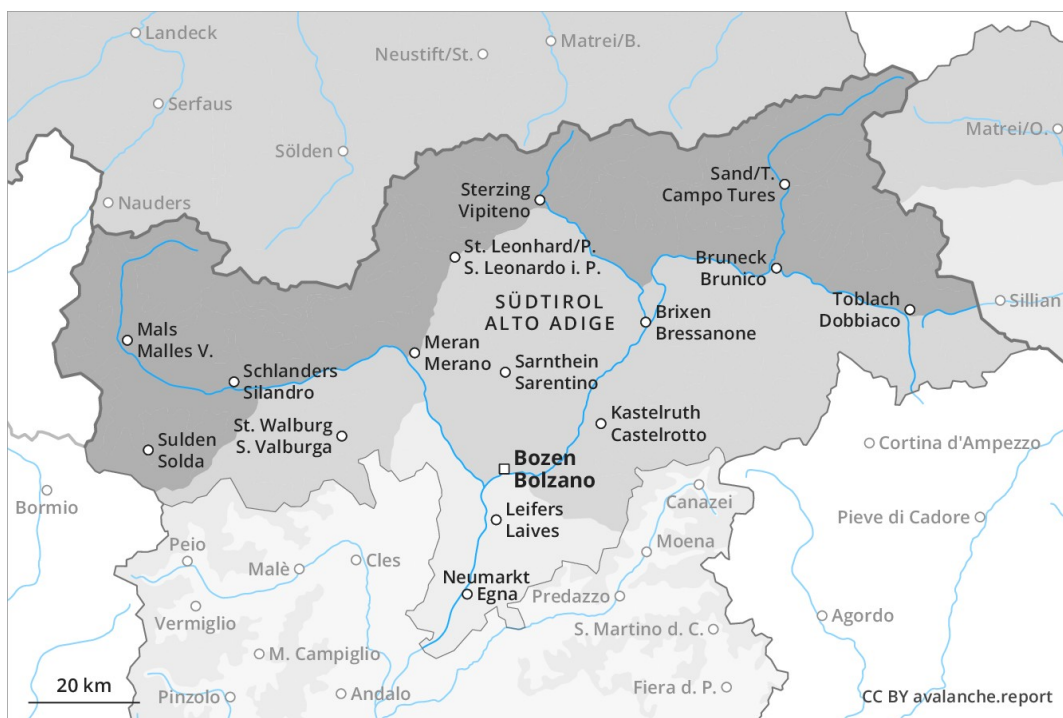 Landeck
Neustift/St.
Matrei/B.
Serfaus
Matrei/O.
Sölden
Sand/T.
Campo Tures
Sterzing
Vipiteno
Nauders
St. Leonhard/P.
S. Leonardo i. P.
Bruneck
Brunico
SÜDTIROL
ALTO ADIGE
Toblach
Dobbiaco
Sillian
Brixen
Bressanone
Mals
Malles V.
Meran
Merano
Sarnthein
Sarentino
Schlanders
Silandro
St. Walburg
S. Valburga
Kastelruth
Castelrotto
Sulden
Solda
Cortina d'Ampezzo
Bozen
Bolzano
Bormio
Canazei
Leifers
Laives
Pieve di Cadore
Peio
Cles
Moena
Malè
Neumarkt
Egna
Predazzo
Vermiglio
Agordo
S. Martino d. C.
M. Campiglio
20 km
Pinzolo
Andalo
Fiera d. P.
CC BY avalanche.report